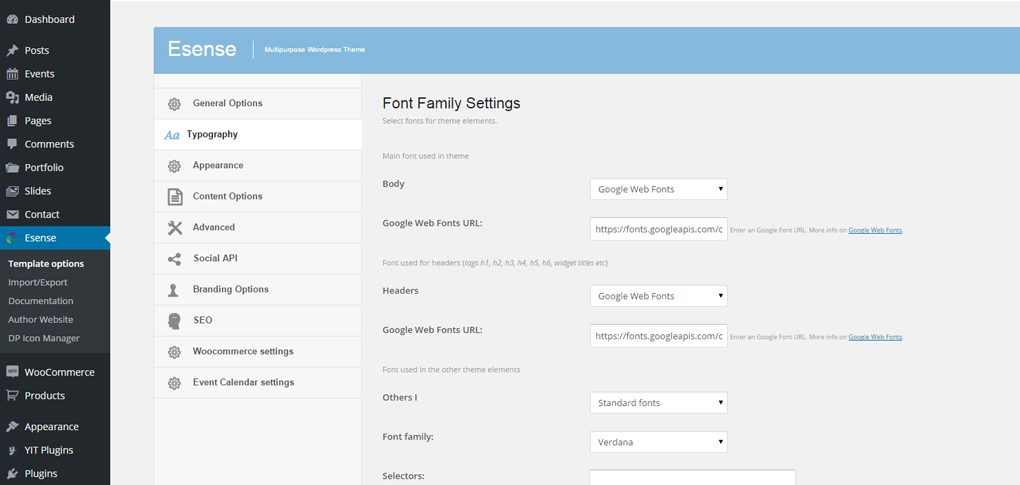 Dashboard
Posts
Events
Media
Pages
Comments
Portfolio
Slides
Contact
Esense
Template options
Import/Export
Documentation
Author Website
DP Icon Manager
WooCommerce
Products
Appearance
YIT Plugins
Plugins
Esense
Multipurpose Wordpress Theme
General Options
Aa Typography
Appearance
Content Options
Advanced
Social API
Branding Options
SEO
Woocommerce settings
Event Calendar settings
Font Family Settings
Select fonts for theme elements.
Main font used in theme
Body Google Web Fonts
Google Web Fonts URL: https://fonts.googleapis.com/c Enter an Google Font URL. More info on Google Web Fonts.
Font used for headers (tags h1, h2, h3, h4, h5, h6, widget titles etc)
Headers Google Web Fonts
Google Web Fonts URL: https://fonts.googleapis.com/c Enter an Google Font URL. More info on Google Web Fonts.
Font used in the other theme elements
Others I Standard fonts
Font family: Verdana
Selectors: